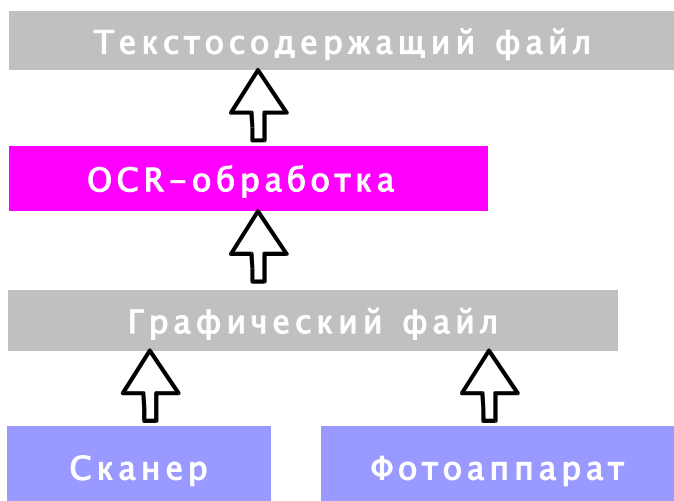 Текстосодержащий файл
OCR-обработка
Графический файл
Сканер
Фотоаппарат